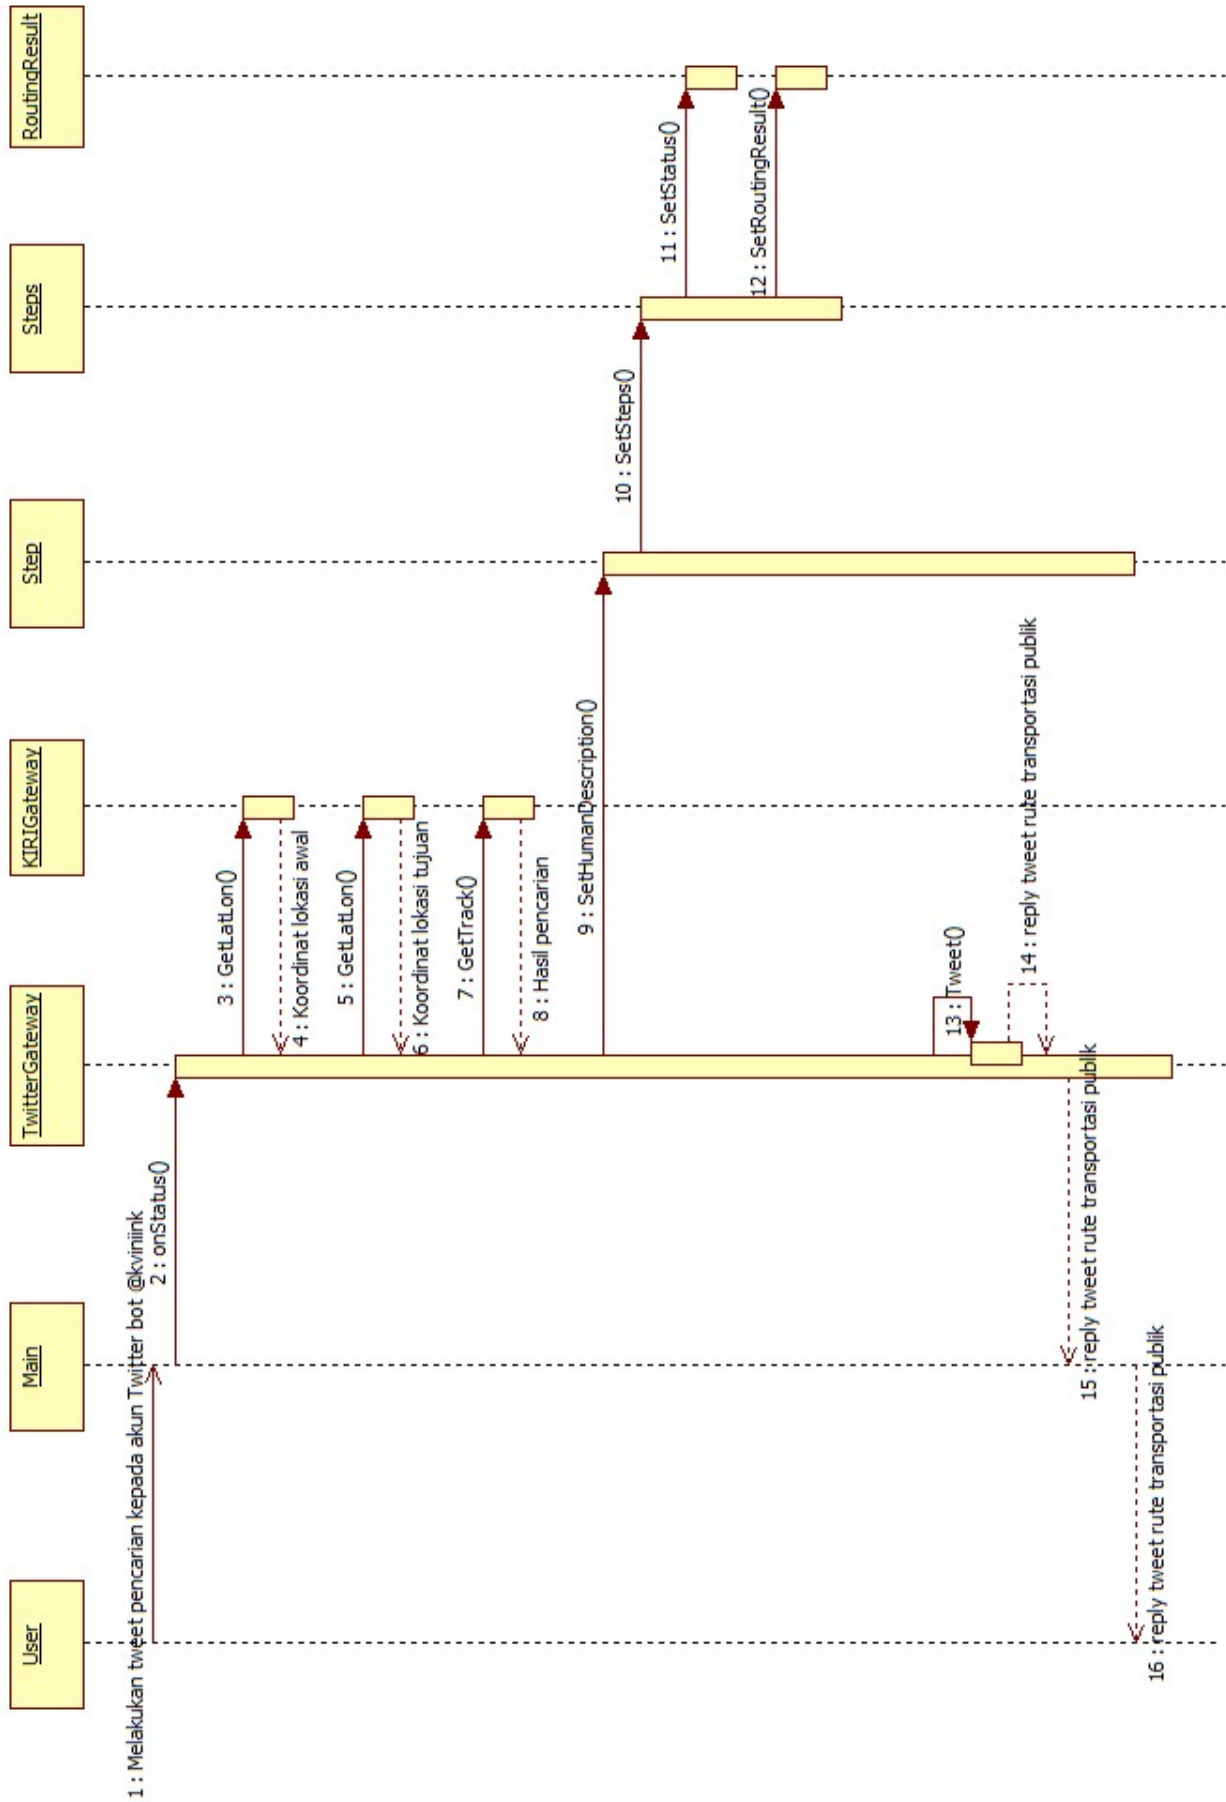 User
Main
TwitterGateway
KIRIGateway
Step
Steps
RoutingResult
1 : Melakukan tweet pencarian kepada akun Twitter bot @kviniink
2 : onStatus()
3 : GetLatLon()
4 : Koordinat lokasi awal
5 : GetLatLon()
6 : Koordinat lokasi tujuan
7 : GetTrack()
8 : Hasil pencarian
9 : SetHumanDescription()
10 : SetSteps()
11 : SetStatus()
12 : SetRoutingResult()
13 : Tweet()
14 : reply tweet rute transportasi publik
15 : reply tweet rute transportasi publik
16 : reply tweet rute transportasi publik